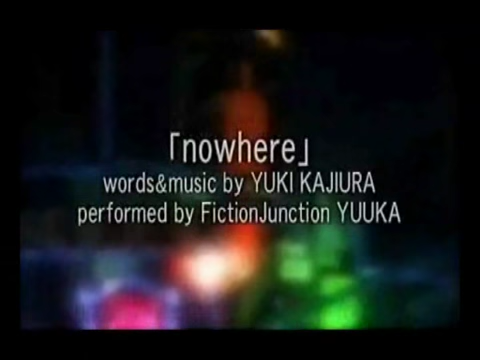 「nowhere」
words&music by YUKI KAJIURA
performed by FictionJunction YUUKA